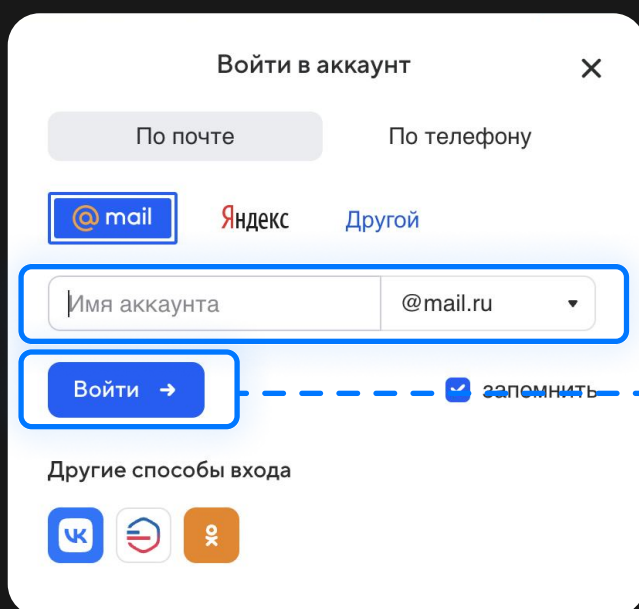 Войти в аккаунт
По почте По телефону
@mail Яндекс Другой
Имя аккаунта @mail.ru
Войти → запомнить
Другие способы входа